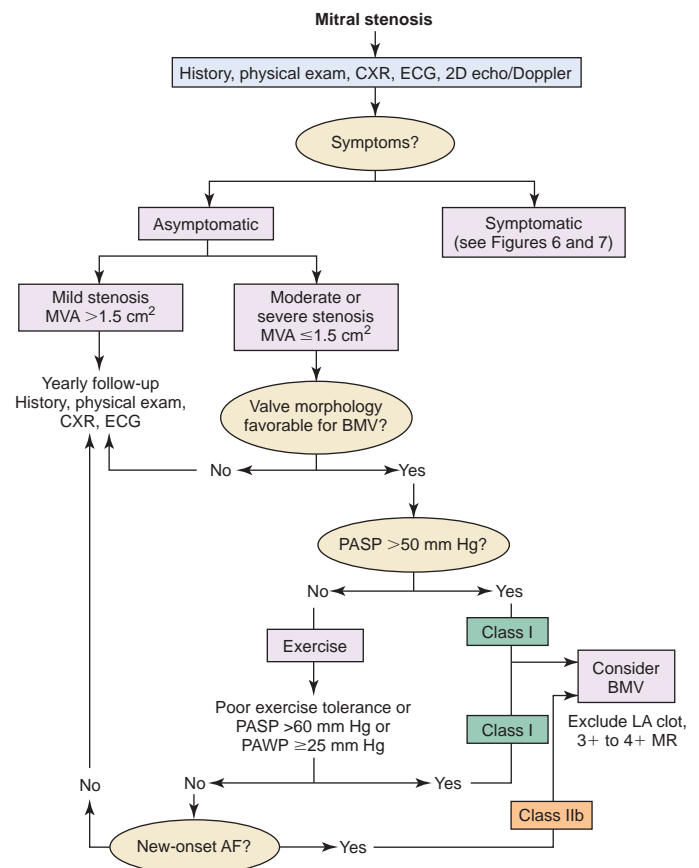 Mitral stenosis
History, physical exam, CXR, ECG, 2D echo/Doppler
Symptoms?
Asymptomatic
Symptomatic
(see Figures 6 and 7)
Mild stenosis
MVA >1.5 cm²
Moderate or
severe stenosis
MVA ≤1.5 cm²
Yearly follow-up
History, physical exam,
CXR, ECG
Valve morphology
favorable for BMV?
No
Yes
PASP >50 mm Hg?
No
Yes
Class I
Exercise
Consider
BMV
Poor exercise tolerance or
PASP >60 mm Hg or
PAWP ≥25 mm Hg
Class I
Exclude LA clot,
3+ to 4+ MR
No
No
Yes
Class IIb
New-onset AF?
Yes